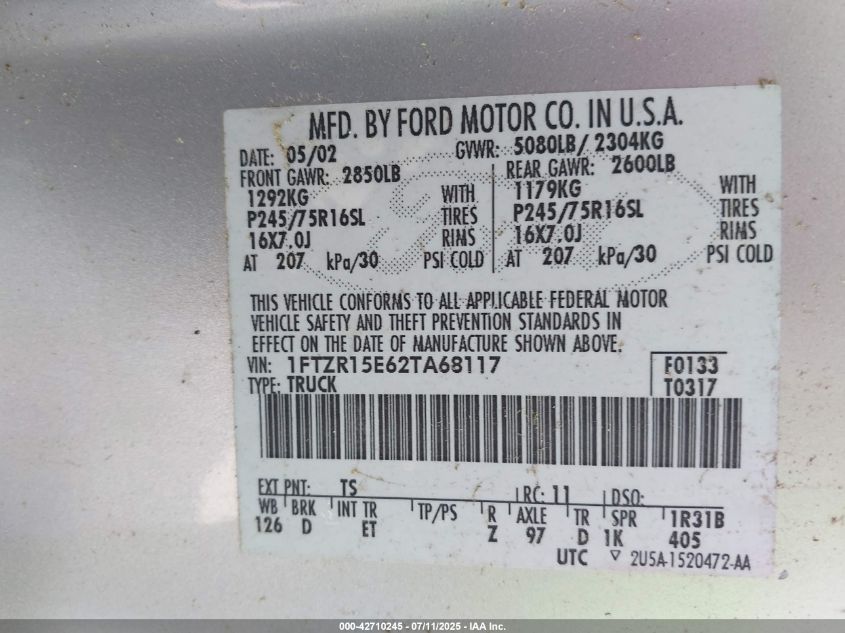 MFD. BY FORD MOTOR CO. IN U.S.A.
DATE: 05/02 GVWR: 5080LB/ 2304KG
FRONT GAWR: 2850LB REAR GAWR: 2600LB
1292KG WITH 1179KG WITH
P245/75R16SL TIRES P245/75R16SL TIRES
16X7.0J RIMS 16X7.0J RIMS
AT 207 kPa/30 PSI COLD AT 207 kPa/30 PSI COLD
THIS VEHICLE CONFORMS TO ALL APPLICABLE FEDERAL MOTOR
VEHICLE SAFETY AND THEFT PREVENTION STANDARDS IN
EFFECT ON THE DATE OF MANUFACTURE SHOWN ABOVE.
VIN: 1FTZR15E62TA68117 F0133
TYPE: TRUCK T0317
EXT PNT: TS RC: 11 DSO:
WB BRK INT TR TP/PS R AXLE TR SPR 1R31B
126 D ET Z 97 D 1K 405
UTC ▽ 2U5A-1520472-AA
000-42710245 - 07/11/2025 - IAA Inc.